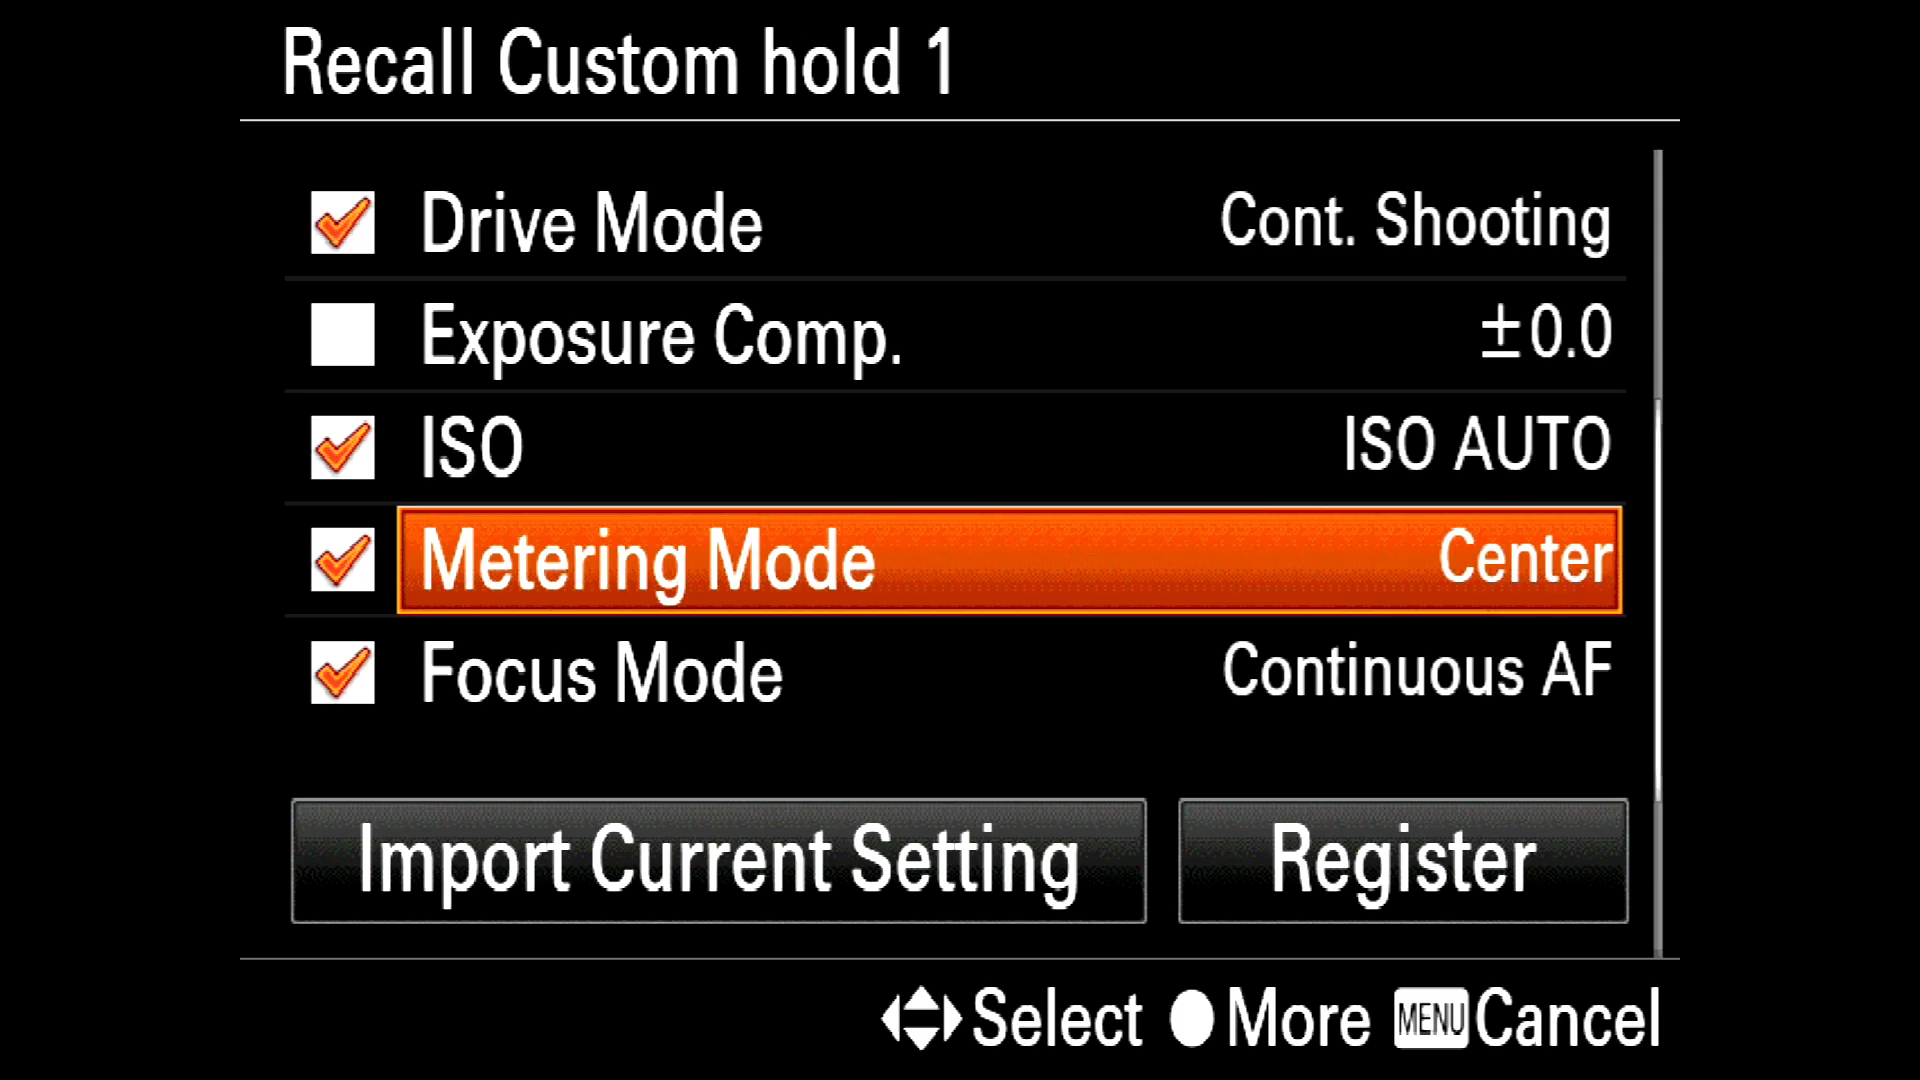 Recall Custom hold 1
Drive Mode Cont. Shooting
Exposure Comp. ±0.0
ISO ISO AUTO
Metering Mode Center
Focus Mode Continuous AF
Import Current Setting Register
Select More MENU Cancel